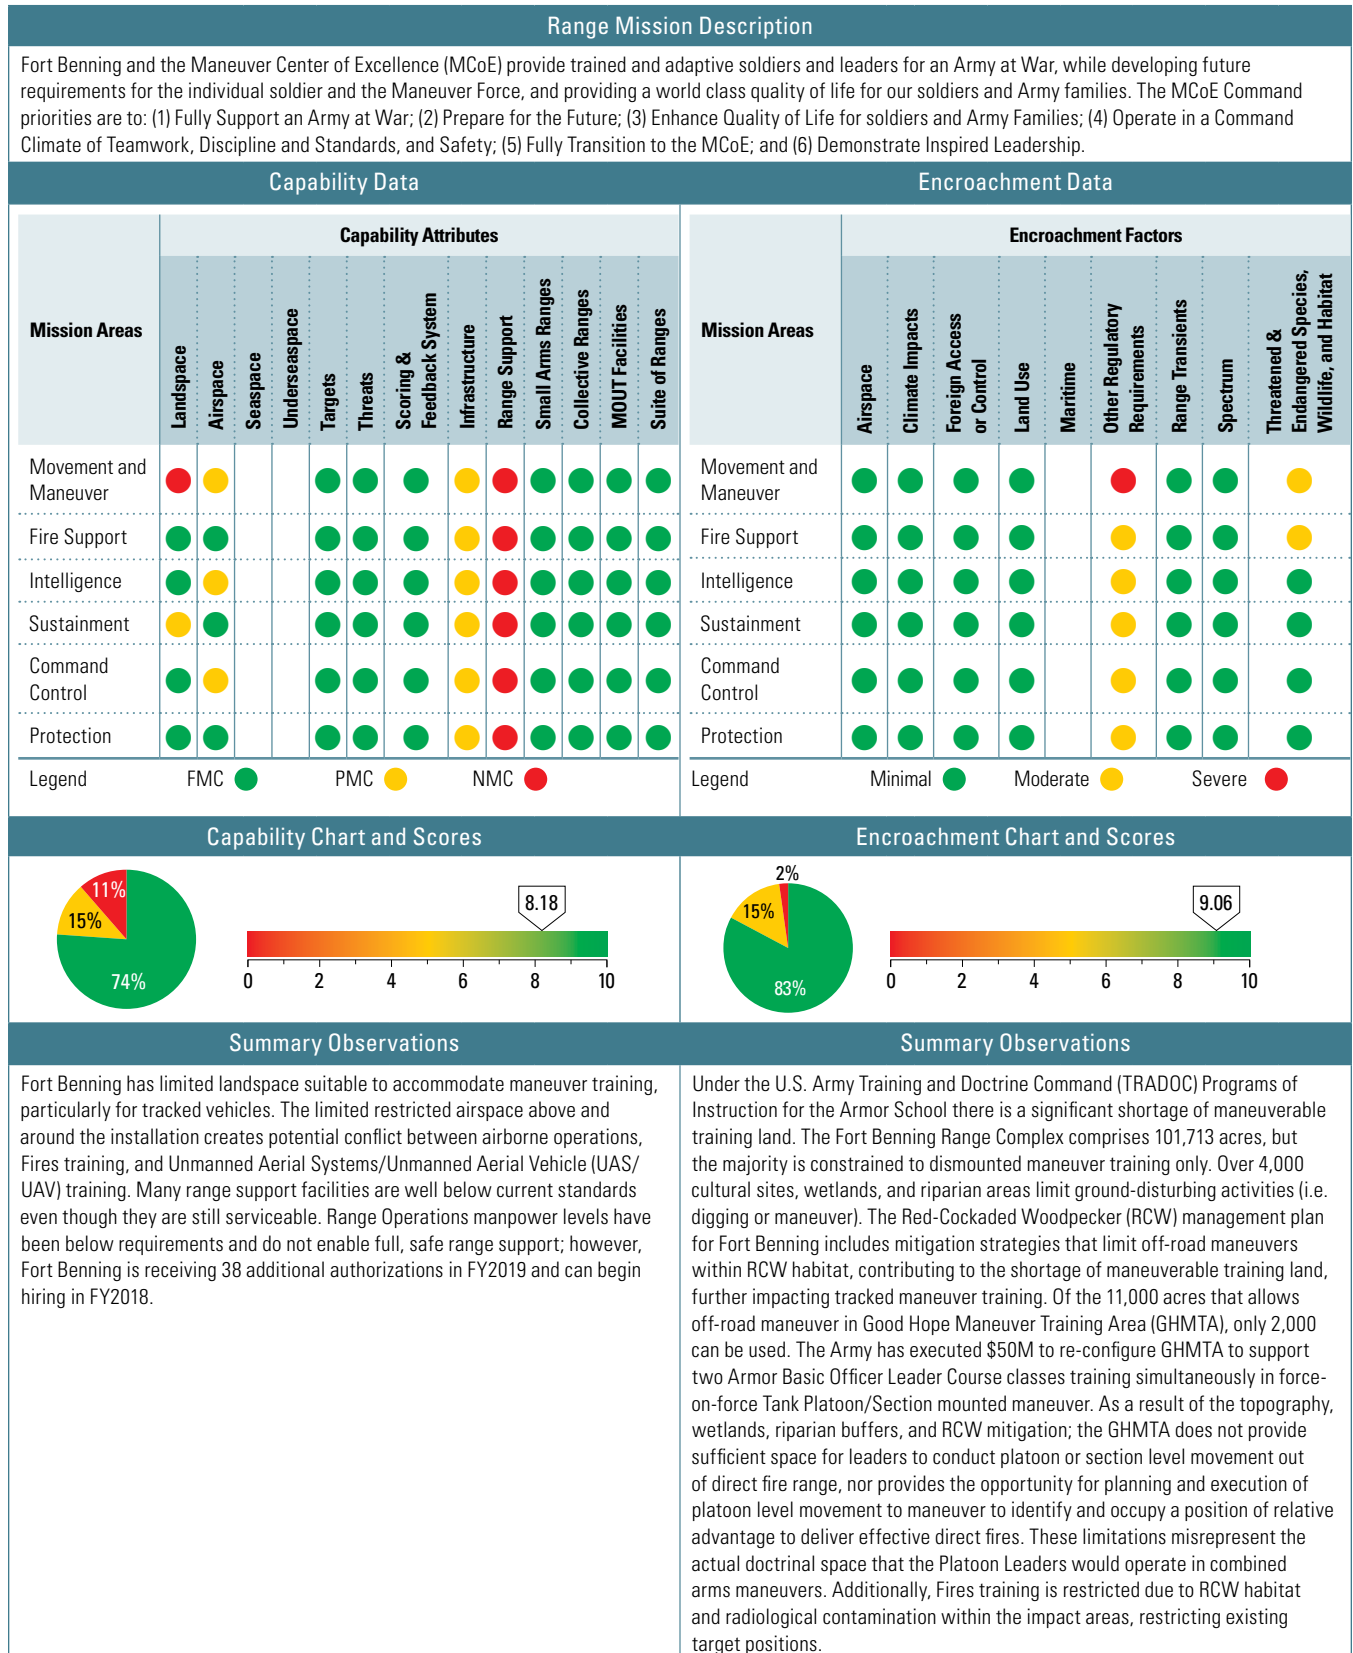 Range Mission Description
Fort Benning and the Maneuver Center of Excellence (MCoE) provide trained and adaptive soldiers and leaders for an Army at War, while developing future
requirements for the individual soldier and the Maneuver Force, and providing a world class quality of life for our soldiers and Army families. The MCoE Command
priorities are to: (1) Fully Support an Army at War; (2) Prepare for the Future; (3) Enhance Quality of Life for soldiers and Army Families; (4) Operate in a Command
Climate of Teamwork, Discipline and Standards, and Safety; (5) Fully Transition to the MCoE; and (6) Demonstrate Inspired Leadership.
Capability Data
Mission Areas
Capability Attributes
Landspace
Airspace
Seaspace
Underseaspace
Targets
Threats
Scoring &
Feedback System
Infrastructure
Range Support
Small Arms Ranges
Collective Ranges
MOUT Facilities
Suite of Ranges
Movement and
Maneuver
Fire Support
Intelligence
Sustainment
Command
Control
Protection
Legend FMC PMC NMC
Encroachment Data
Mission Areas
Encroachment Factors
Airspace
Climate Impacts
Foreign Access
or Control
Land Use
Maritime
Other Regulatory
Requirements
Range Transients
Spectrum
Threatened &
Endangered Species,
Wildlife, and Habitat
Movement and
Maneuver
Fire Support
Intelligence
Sustainment
Command
Control
Protection
Legend Minimal Moderate Severe
Capability Chart and Scores
11%
15%
74%
8.18
0 2 4 6 8 10
Encroachment Chart and Scores
2%
15%
83%
9.06
0 2 4 6 8 10
Summary Observations
Fort Benning has limited landspace suitable to accommodate maneuver training,
particularly for tracked vehicles. The limited restricted airspace above and
around the installation creates potential conflict between airborne operations,
Fires training, and Unmanned Aerial Systems/Unmanned Aerial Vehicle (UAS/
UAV) training. Many range support facilities are well below current standards
even though they are still serviceable. Range Operations manpower levels have
been below requirements and do not enable full, safe range support; however,
Fort Benning is receiving 38 additional authorizations in FY2019 and can begin
hiring in FY2018.
Summary Observations
Under the U.S. Army Training and Doctrine Command (TRADOC) Programs of
Instruction for the Armor School there is a significant shortage of maneuverable
training land. The Fort Benning Range Complex comprises 101,713 acres, but
the majority is constrained to dismounted maneuver training only. Over 4,000
cultural sites, wetlands, and riparian areas limit ground-disturbing activities (i.e.
digging or maneuver). The Red-Cockaded Woodpecker (RCW) management plan
for Fort Benning includes mitigation strategies that limit off-road maneuvers
within RCW habitat, contributing to the shortage of maneuverable training land,
further impacting tracked maneuver training. Of the 11,000 acres that allows
off-road maneuver in Good Hope Maneuver Training Area (GHMTA), only 2,000
can be used. The Army has executed $50M to re-configure GHMTA to support
two Armor Basic Officer Leader Course classes training simultaneously in force-
on-force Tank Platoon/Section mounted maneuver. As a result of the topography,
wetlands, riparian buffers, and RCW mitigation; the GHMTA does not provide
sufficient space for leaders to conduct platoon or section level movement out
of direct fire range, nor provides the opportunity for planning and execution of
platoon level movement to maneuver to identify and occupy a position of relative
advantage to deliver effective direct fires. These limitations misrepresent the
actual doctrinal space that the Platoon Leaders would operate in combined
arms maneuvers. Additionally, Fires training is restricted due to RCW habitat
and radiological contamination within the impact areas, restricting existing
target positions.